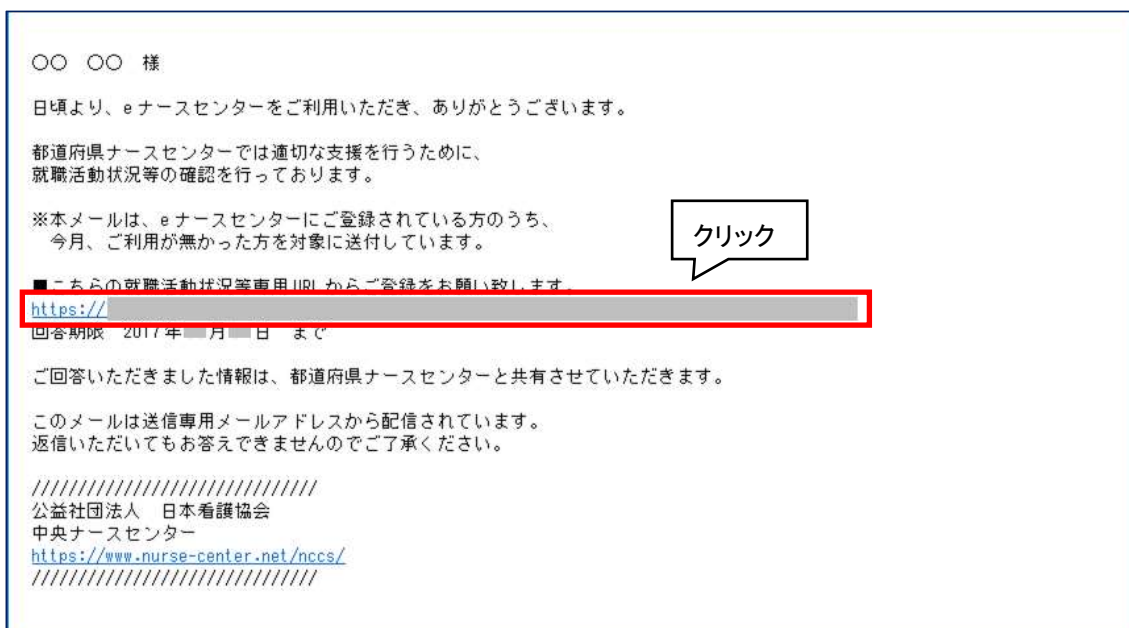 ○○ ○○ 様
日頃より、eナースセンターをご利用いただき、ありがとうございます。
都道府県ナースセンターでは適切な支援を行うために、
就職活動状況等の確認を行っております。
※本メールは、eナースセンターにご登録されている方のうち、
今月、ご利用が無かった方を対象に送付しています。
クリック
■こちらの就職活動状況等専用URLからご登録をお願い致します。
https://
回答期限 2017年 月 日 まで
ご回答いただきました情報は、都道府県ナースセンターと共有させていただきます。
このメールは送信専用メールアドレスから配信されています。
返信いただいてもお答えできませんのでご了承ください。
///////////////////////////////
公益社団法人 日本看護協会
中央ナースセンター
https://www.nurse-center.net/nccs/
///////////////////////////////